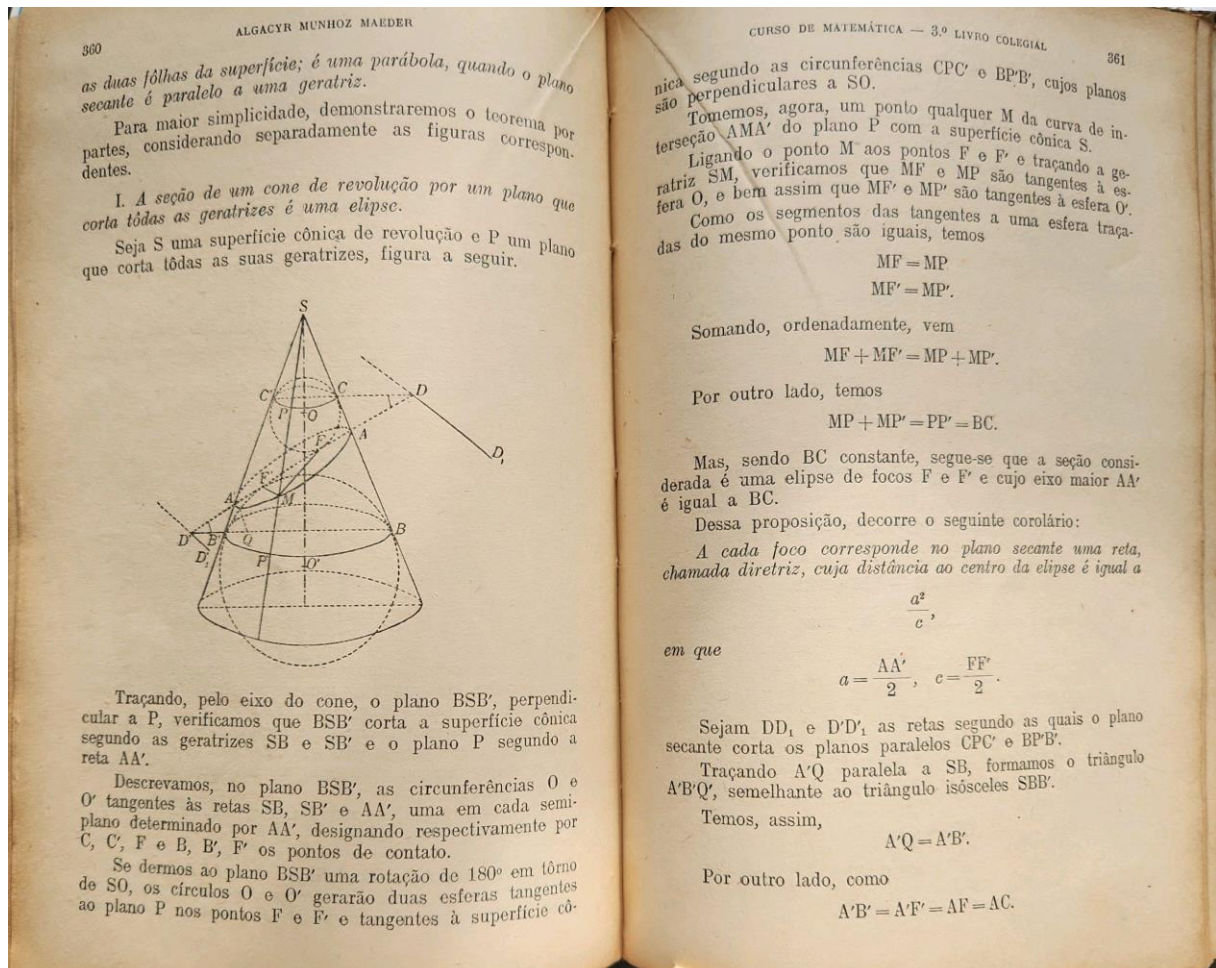 360
ALGACYR MUNHOZ MAEDER
as duas fôlhas da superfície; é uma parábola, quando o plano
secante é paralelo a uma geratriz.
Para maior simplicidade, demonstraremos o teorema por
partes, considerando separadamente as figuras correspon-
dentes.
I. A seção de um cone de revolução por um plano que
corta tôdas as geratrizes é uma elipse.
Seja S uma superfície cônica de revolução e P um plano
que corta tôdas as suas geratrizes, figura a seguir.
S
C' C D
P O
F A
D₁
F'
A' M
D' B' Q B
D'₁ P' O'
Traçando, pelo eixo do cone, o plano BSB', perpendi-
cular a P, verificamos que BSB' corta a superfície cônica
segundo as geratrizes SB e SB' e o plano P segundo a
reta AA'.
Descrevamos, no plano BSB', as circunferências O e
O' tangentes às retas SB, SB' e AA', uma em cada semi-
plano determinado por AA', designando respectivamente por
C, C', F e B, B', F' os pontos de contato.
Se dermos ao plano BSB' uma rotação de 180º em tôrno
de SO, os círculos O e O' gerarão duas esferas tangentes
ao plano P nos pontos F e F' e tangentes à superfície cô-
CURSO DE MATEMÁTICA — 3.º LIVRO COLEGIAL
361
nica segundo as circunferências CPC' e BP'B', cujos planos
são perpendiculares a SO.
Tomemos, agora, um ponto qualquer M da curva de in-
terseção AMA' do plano P com a superfície cônica S.
Ligando o ponto M aos pontos F e F' e traçando a ge-
ratriz SM, verificamos que MF e MP são tangentes à es-
fera O, e bem assim que MF' e MP' são tangentes à esfera O'.
Como os segmentos das tangentes a uma esfera traça-
das do mesmo ponto são iguais, temos
MF = MP
MF' = MP'.
Somando, ordenadamente, vem
MF + MF' = MP + MP'.
Por outro lado, temos
MP + MP' = PP' = BC.
Mas, sendo BC constante, segue-se que a seção consi-
derada é uma elipse de focos F e F' e cujo eixo maior AA'
é igual a BC.
Dessa proposição, decorre o seguinte corolário:
A cada foco corresponde no plano secante uma reta,
chamada diretriz, cuja distância ao centro da elipse é igual a
a²/c,
em que
a = AA'/2, c = FF'/2.
Sejam DD₁ e D'D'₁ as retas segundo as quais o plano
secante corta os planos paralelos CPC' e BP'B'.
Traçando A'Q paralela a SB, formamos o triângulo
A'B'Q', semelhante ao triângulo isósceles SBB'.
Temos, assim,
A'Q = A'B'.
Por outro lado, como
A'B' = A'F' = AF = AC.